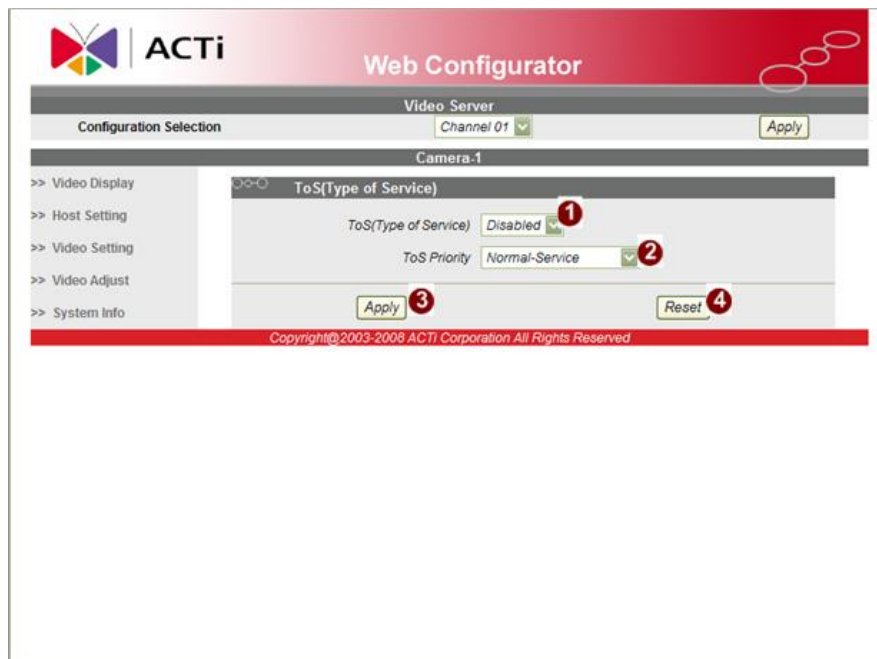 ACTi
Web Configurator
Video Server
Configuration Selection Channel 01 Apply
Camera-1
>> Video Display
>> Host Setting
>> Video Setting
>> Video Adjust
>> System Info
ToS(Type of Service)
ToS(Type of Service) Disabled 1
ToS Priority Normal-Service 2
Apply 3 Reset 4
Copyright@2003-2008 ACTi Corporation All Rights Reserved